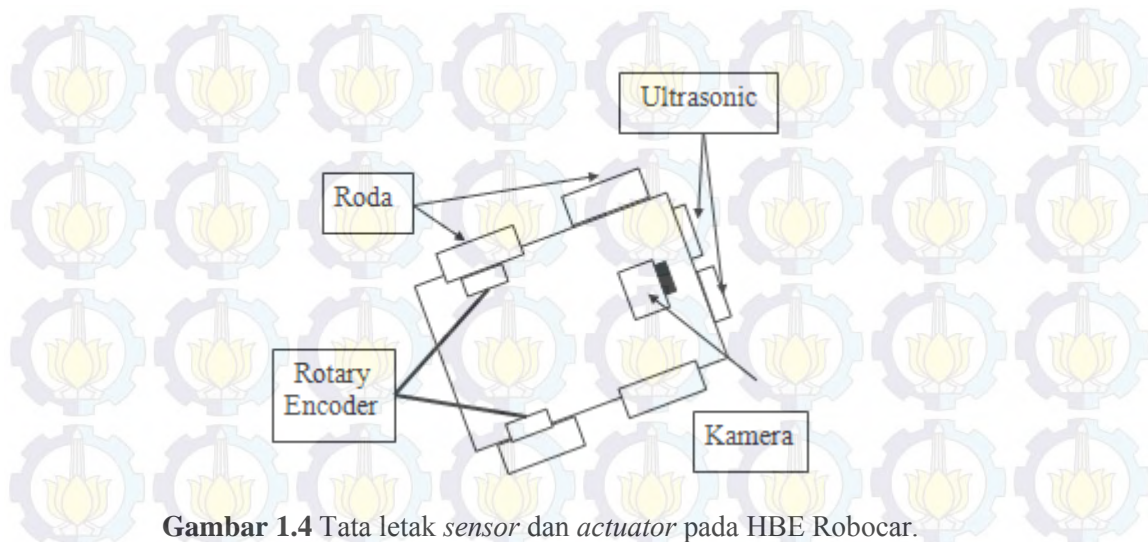 Ultrasonic
Roda
Rotary
Encoder
Kamera
Gambar 1.4 Tata letak sensor dan actuator pada HBE Robocar.